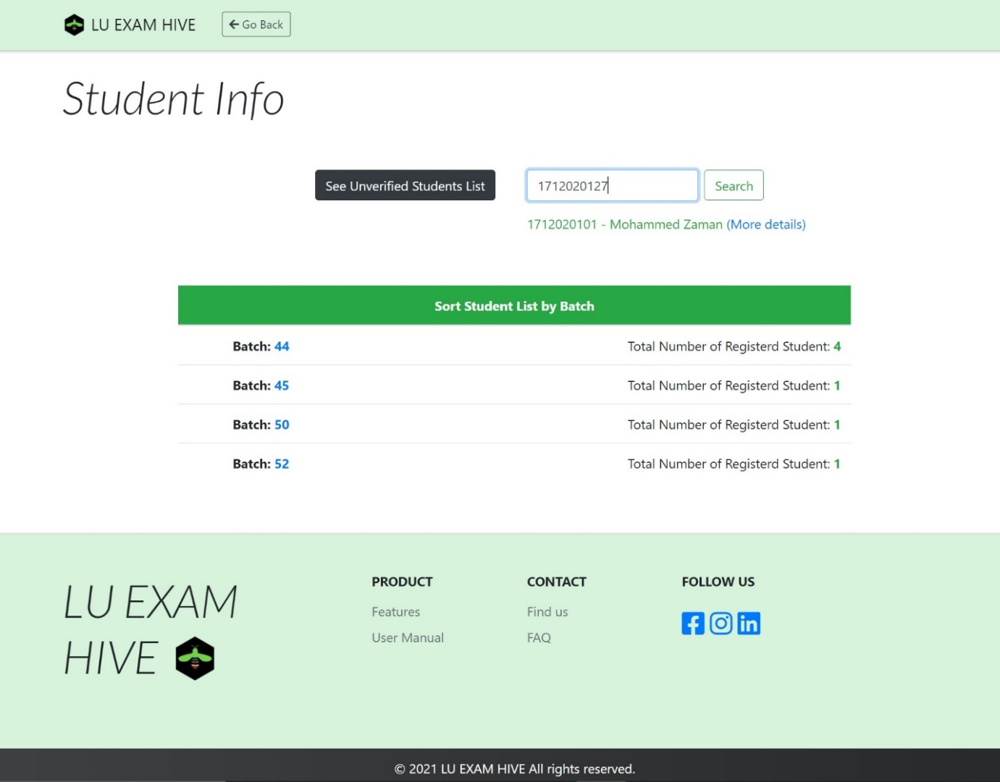 LU EXAM HIVE
Go Back
Student Info
See Unverified Students List
1712020127
Search
1712020101 - Mohammed Zaman (More details)
Sort Student List by Batch
Batch: 44 Total Number of Registerd Student: 4
Batch: 45 Total Number of Registerd Student: 1
Batch: 50 Total Number of Registerd Student: 1
Batch: 52 Total Number of Registerd Student: 1
LU EXAM
HIVE
PRODUCT
Features
User Manual
CONTACT
Find us
FAQ
FOLLOW US
© 2021 LU EXAM HIVE All rights reserved.